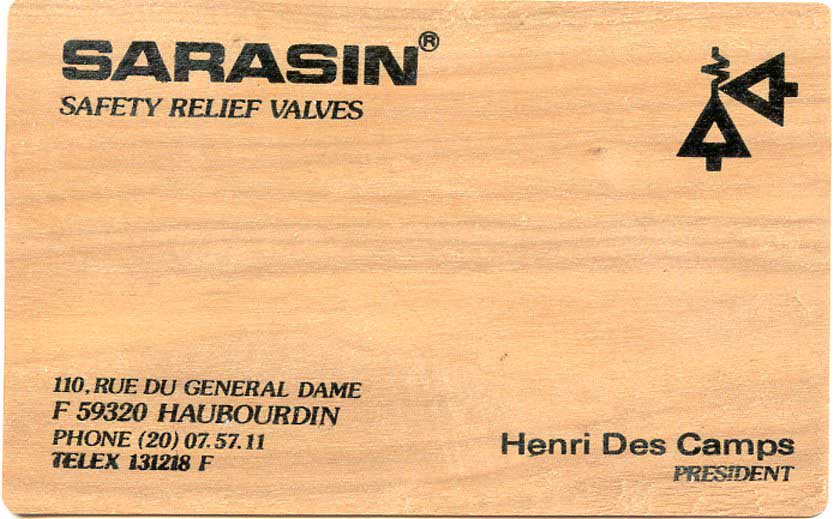 SARASIN®
SAFETY RELIEF VALVES
110, RUE DU GENERAL DAME
F 59320 HAUBOURDIN
PHONE (20) 07.57.11
TELEX 131218 F
Henri Des Camps
PRESIDENT